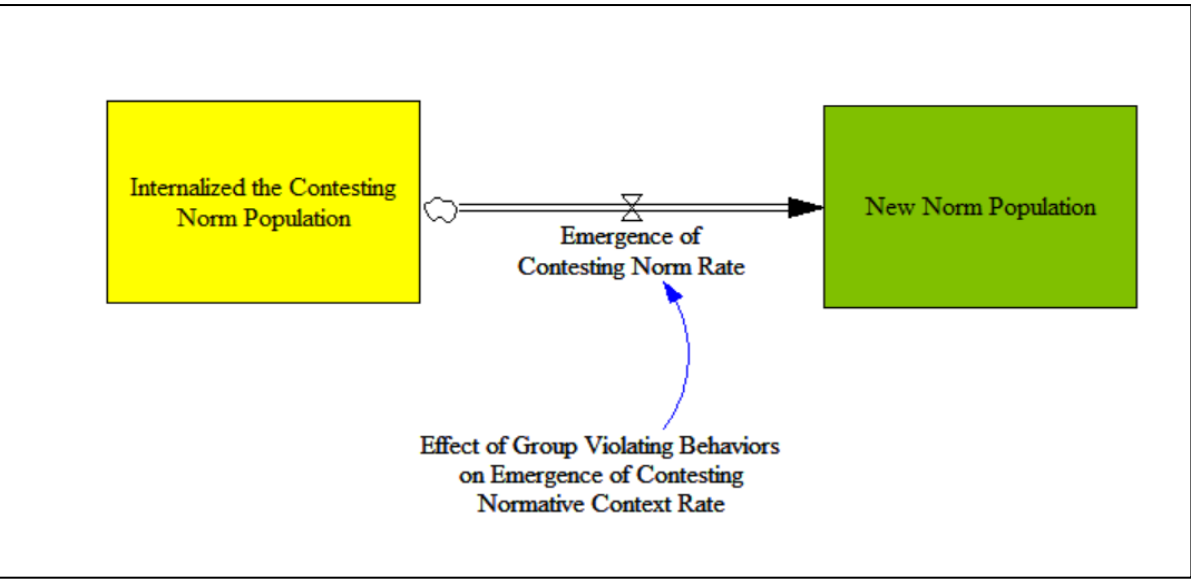 Internalized the Contesting
Norm Population
New Norm Population
Emergence of
Contesting Norm Rate
Effect of Group Violating Behaviors
on Emergence of Contesting
Normative Context Rate